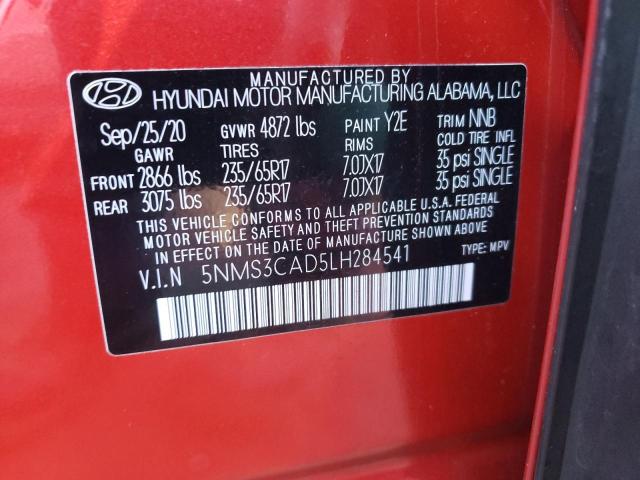 MANUFACTURED BY
HYUNDAI MOTOR MANUFACTURING ALABAMA, LLC
Sep/25/20 GVWR 4872 lbs PAINT Y2E TRIM NNB
GAWR TIRES RIMS COLD TIRE INFL
FRONT 2866 lbs 235/65R17 7.0JX17 35 psi SINGLE
REAR 3075 lbs 235/65R17 7.0JX17 35 psi SINGLE
THIS VEHICLE CONFORMS TO ALL APPLICABLE U.S.A. FEDERAL
MOTOR VEHICLE SAFETY AND THEFT PREVENTION STANDARDS
IN EFFECT ON THE DATE OF MANUFACTURE SHOWN ABOVE.
V.I.N 5NMS3CAD5LH284541 TYPE: MPV